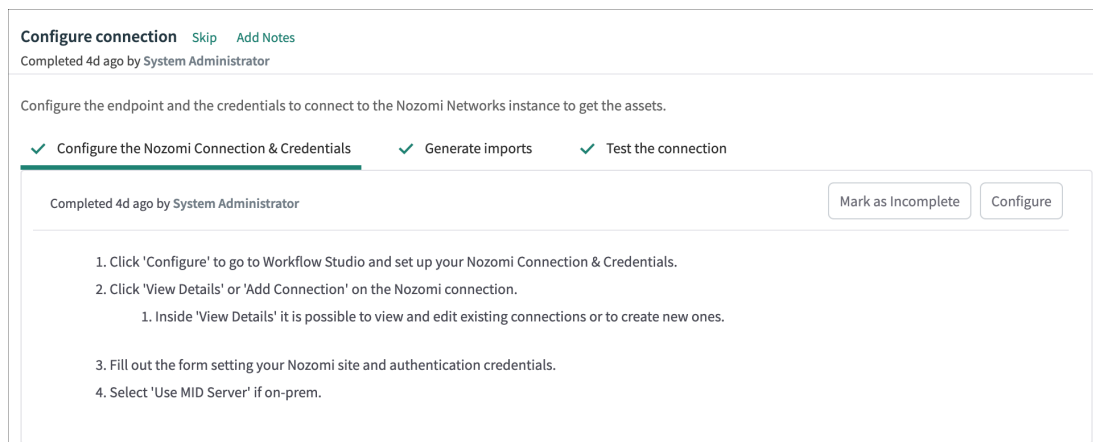 Configure connection Skip Add Notes
Completed 4d ago by System Administrator
Configure the endpoint and the credentials to connect to the Nozomi Networks instance to get the assets.
Configure the Nozomi Connection & Credentials Generate imports Test the connection
Completed 4d ago by System Administrator Mark as Incomplete Configure
1. Click 'Configure' to go to Workflow Studio and set up your Nozomi Connection & Credentials.
2. Click 'View Details' or 'Add Connection' on the Nozomi connection.
1. Inside 'View Details' it is possible to view and edit existing connections or to create new ones.
3. Fill out the form setting your Nozomi site and authentication credentials.
4. Select 'Use MID Server' if on-prem.